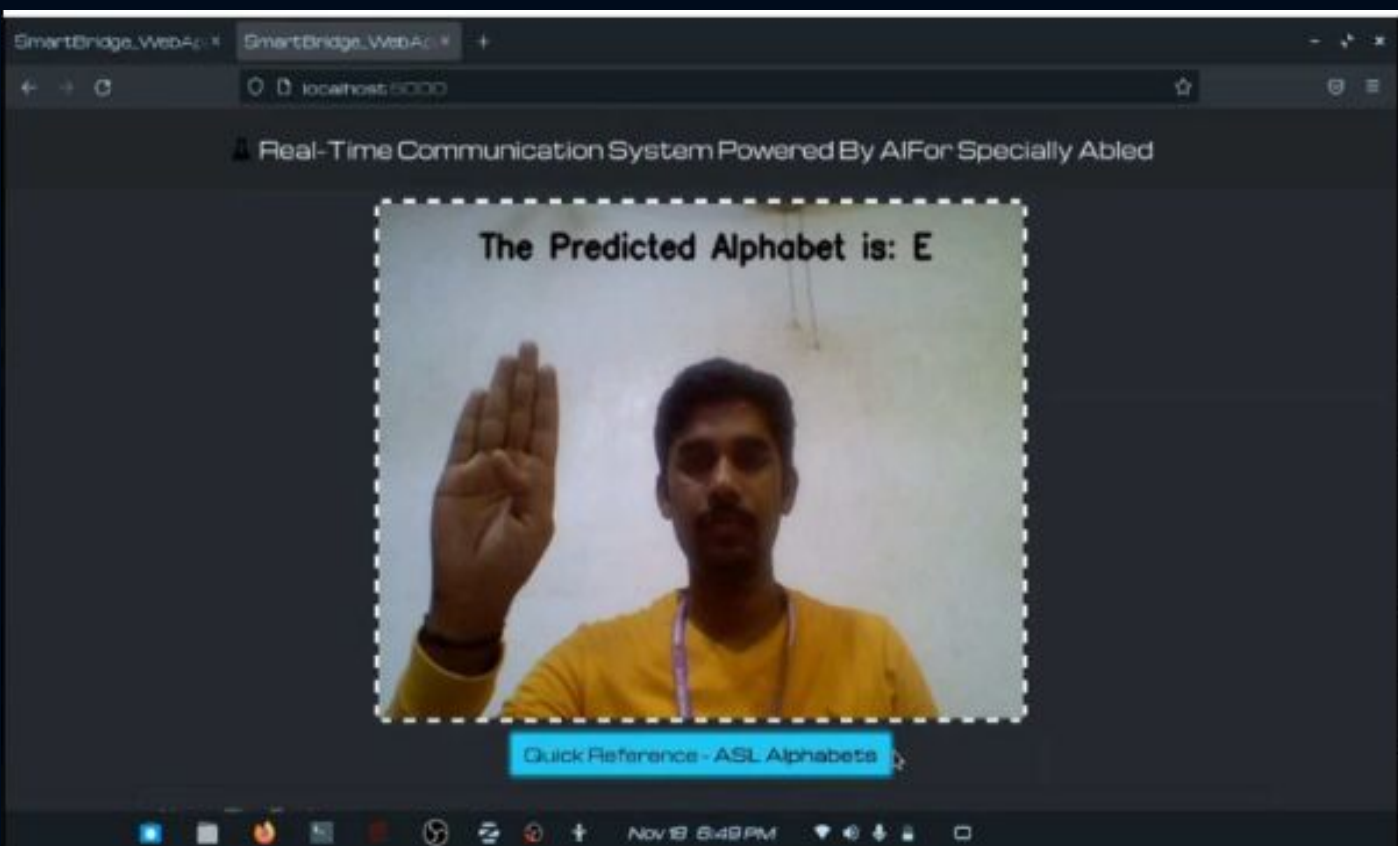 SmartBridge_WebAp SmartBridge_WebAp
localhost:5000
Real-Time Communication System Powered By AIFor Specially Abled
The Predicted Alphabet is: E
Quick Reference - ASL Alphabets
Nov 18 6:49 PM